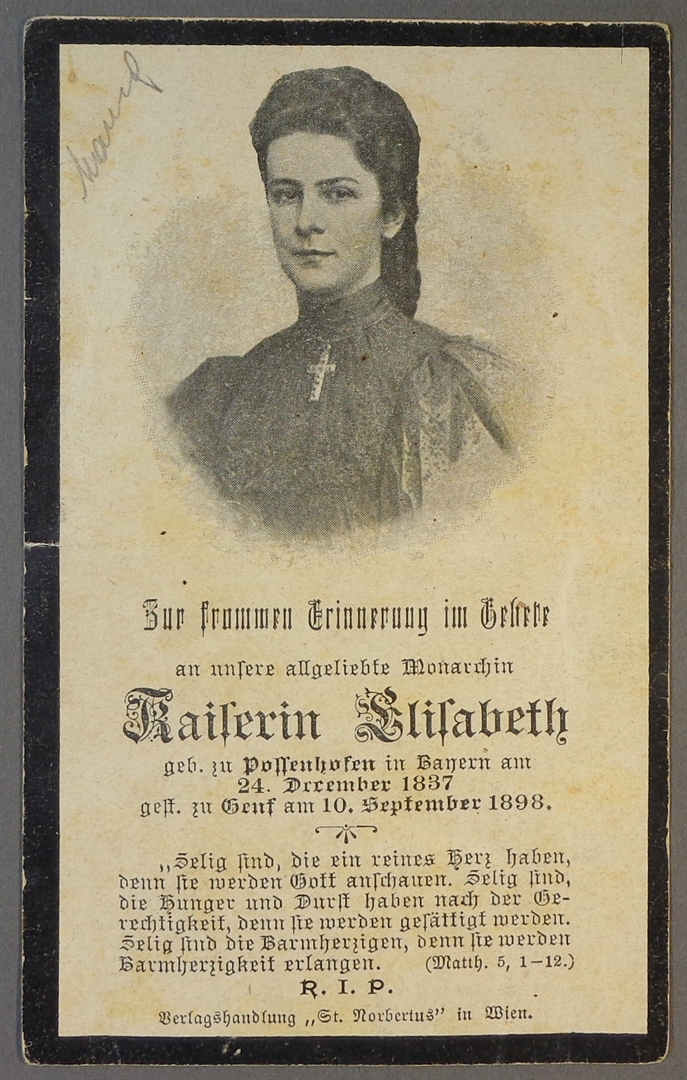 Zur frommen Erinnerung im Gebete
an unsere allgeliebte Monarchin
Kaiserin Elisabeth
geb. zu Possenhofen in Bayern am
24. Dezember 1837
gest. zu Genf am 10. September 1898.
„Selig sind, die ein reines Herz haben,
denn sie werden Gott anschauen. Selig sind,
die Hunger und Durst haben nach der Ge-
rechtigkeit, denn sie werden gesättigt werden.
Selig sind die Barmherzigen, denn sie werden
Barmherzigkeit erlangen. (Matth. 5, 1–12.)
R. I. P.
Verlagshandlung „St. Norbertus” in Wien.